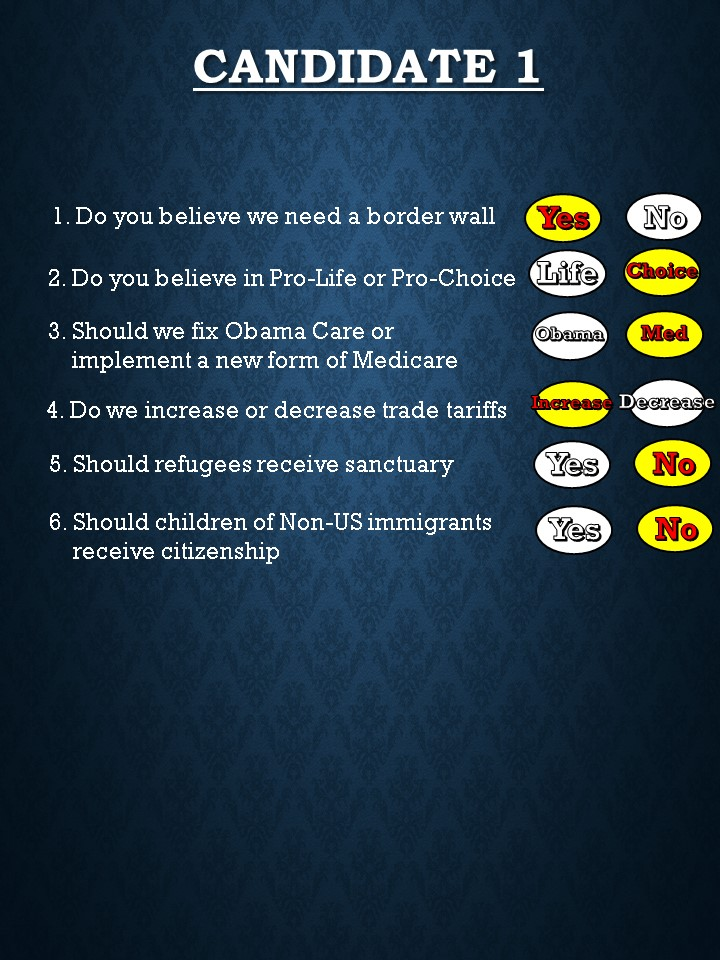 CANDIDATE 1
1. Do you believe we need a border wall Yes No
2. Do you believe in Pro-Life or Pro-Choice Life Choice
3. Should we fix Obama Care or Obama Med
implement a new form of Medicare
4. Do we increase or decrease trade tariffs Increase Decrease
5. Should refugees receive sanctuary Yes No
6. Should children of Non-US immigrants Yes No
receive citizenship